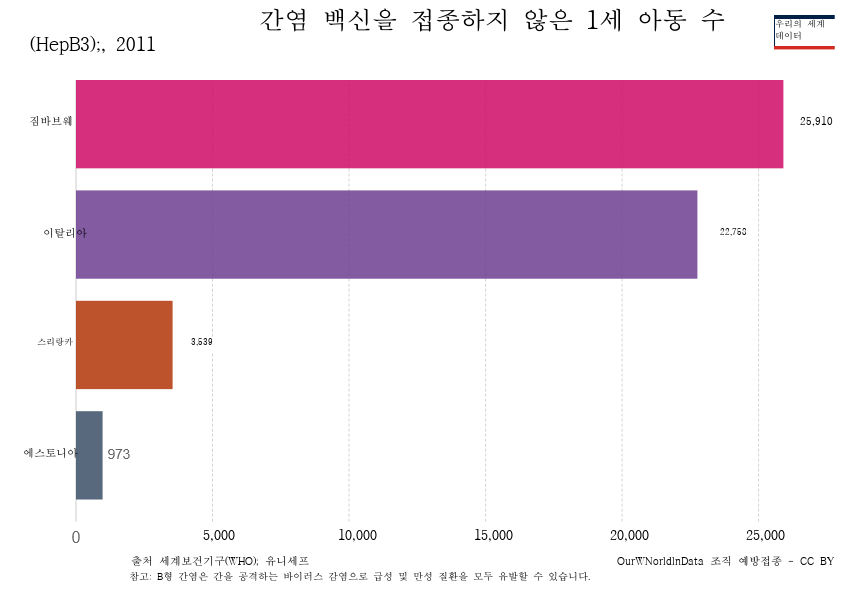 간염 백신을 접종하지 않은 1세 아동 수
(HepB3);, 2011
우리의 세계
데이터
짐바브웨
25,910
이탈리아
22,753
스리랑카
3,539
에스토니아
973
0
5,000
10,000
15,000
20,000
25,000
출처 세계보건기구(WHO); 유니세프
OurWNorldInData 조직 예방접종 - CC BY
참고: B형 간염은 간을 공격하는 바이러스 감염으로 급성 및 만성 질환을 모두 유발할 수 있습니다.